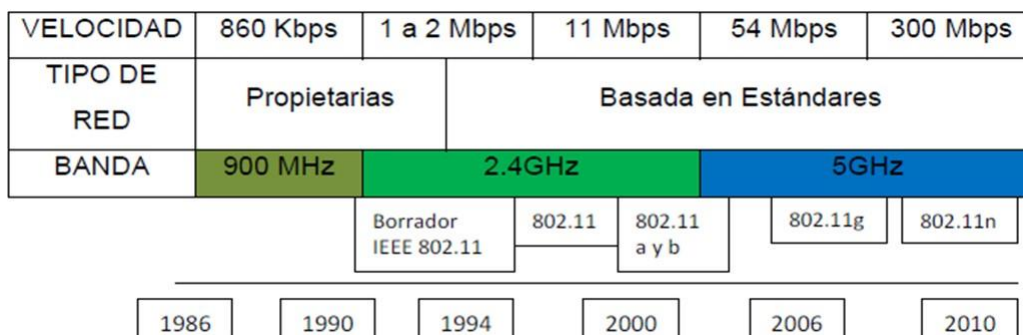 VELOCIDAD 860 Kbps 1 a 2 Mbps 11 Mbps 54 Mbps 300 Mbps
TIPO DE RED Propietarias Basada en Estándares
BANDA 900 MHz 2.4GHz 5GHz
Borrador IEEE 802.11 802.11 802.11 a y b 802.11g 802.11n
1986 1990 1994 2000 2006 2010